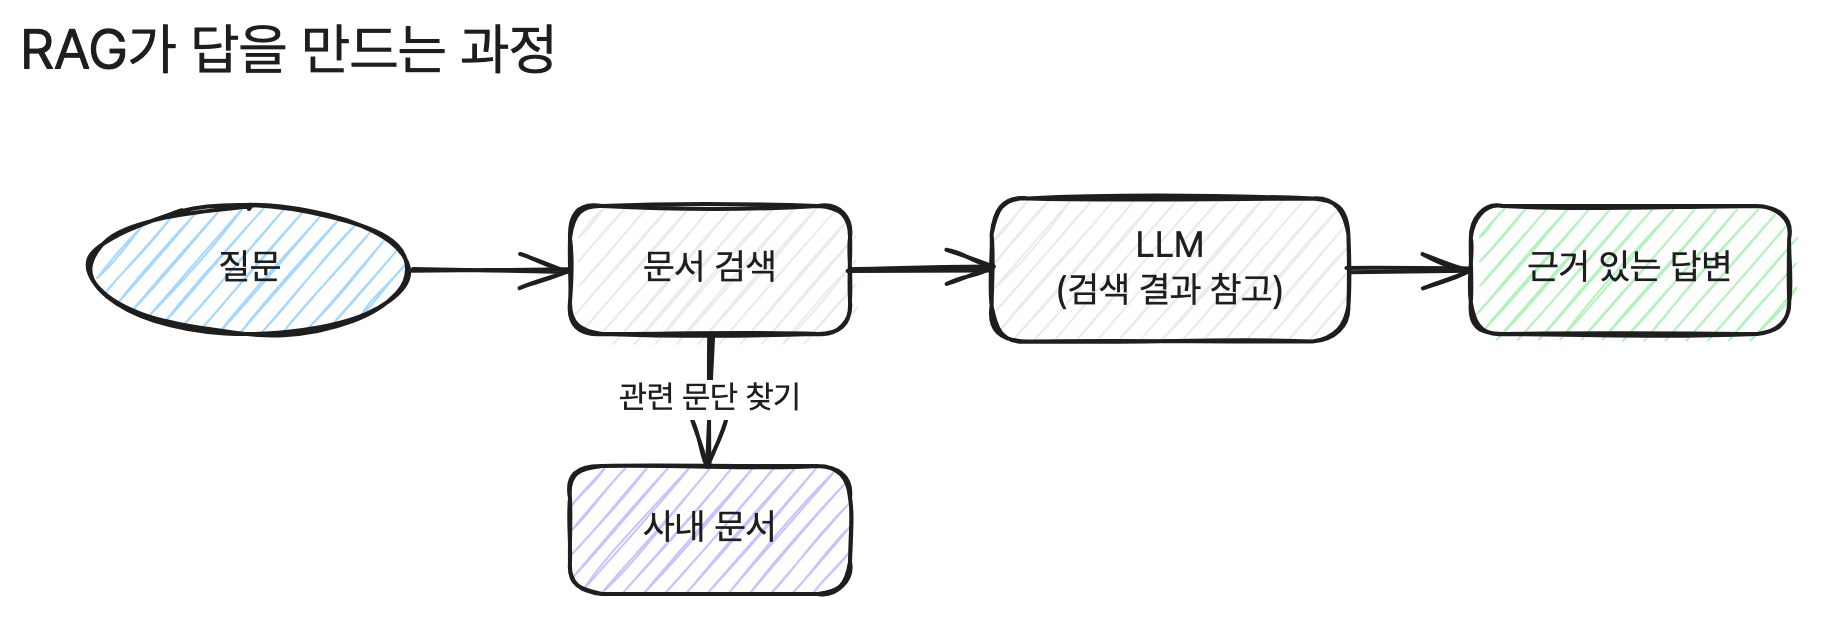 RAG가 답을 만드는 과정
질문
문서 검색
LLM
(검색 결과 참고)
근거 있는 답변
관련 문단 찾기
사내 문서